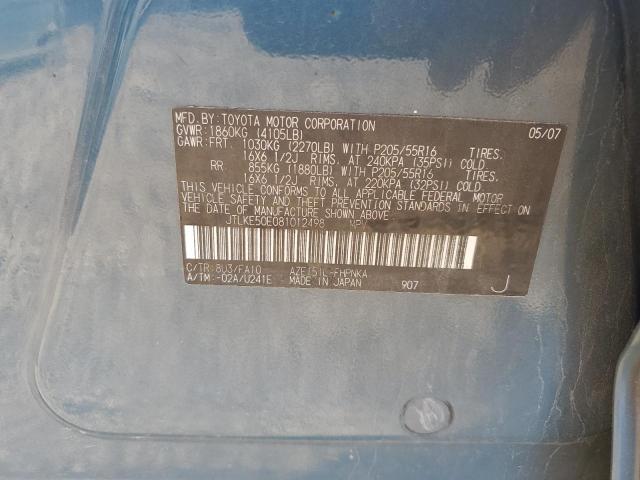 MFD. BY: TOYOTA MOTOR CORPORATION 05/07
GVWR: 1860KG (4105LB)
GAWR: FRT. 1030KG (2270LB) WITH P205/55R16 TIRES.
16X6 1/2J RIMS. AT 240KPA (35PSI) COLD
RR 855KG (1880LB) WITH P205/55R16 TIRES.
16X6 1/2J RIMS. AT 220KPA (32PSI) COLD
THIS VEHICLE CONFORMS TO ALL APPLICABLE FEDERAL MOTOR
VEHICLE SAFETY AND THEFT PREVENTION STANDARDS IN EFFECT ON
THE DATE OF MANUFACTURE SHOWN ABOVE.
JTLKE50E081012498 MPV
C/TR: 8U3/FA10 AZE151L-FHPNKA
A/TM: -02A/U241E MADE IN JAPAN 907 J